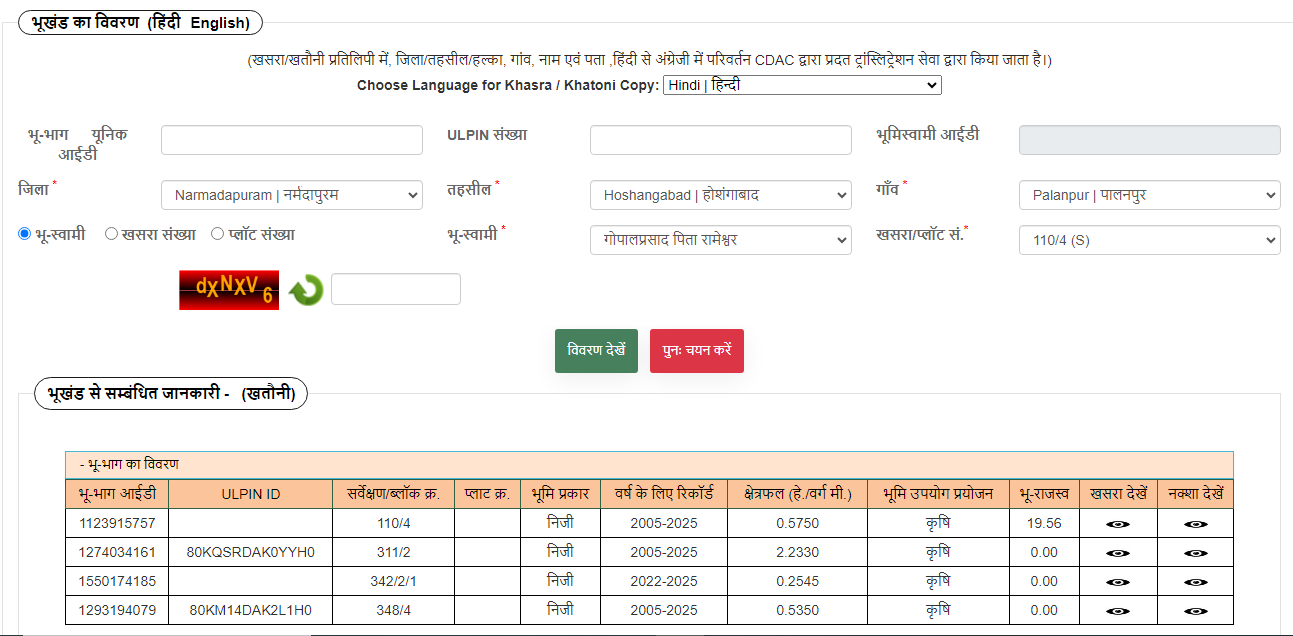 भूखंड का विवरण (हिंदी English)
(खसरा/खतौनी प्रतिलिपी में, जिला/तहसील/हल्का, गांव, नाम एवं पता ,हिंदी से अंग्रेजी में परिवर्तन CDAC द्वारा प्रदत ट्रांस्लिट्रेशन सेवा द्वारा किया जाता है।)
Choose Language for Khasra / Khatoni Copy: Hindi | हिन्दी
भू-भाग यूनिक आईडी ULPIN संख्या भूमिस्वामी आईडी
जिला * Narmadapuram | नर्मदापुरम तहसील * Hoshangabad | होशंगाबाद गाँव * Palanpur | पालनपुर
भू-स्वामी खसरा संख्या प्लॉट संख्या भू-स्वामी * गोपालप्रसाद पिता रामेश्वर खसरा/प्लॉट सं.* 110/4 (S)
dxNxV6
विवरण देखें पुनः चयन करें
भूखंड से सम्बंधित जानकारी - (खतौनी)
- भू-भाग का विवरण
भू-भाग आईडी ULPIN ID सर्वेक्षण/ब्लॉक क्र. प्लाट क्र. भूमि प्रकार वर्ष के लिए रिकॉर्ड क्षेत्रफल (हे./वर्ग मी.) भूमि उपयोग प्रयोजन भू-राजस्व खसरा देखें नक्शा देखें
1123915757 110/4 निजी 2005-2025 0.5750 कृषि 19.56
1274034161 80KQSRDAK0YYH0 311/2 निजी 2005-2025 2.2330 कृषि 0.00
1550174185 342/2/1 निजी 2022-2025 0.2545 कृषि 0.00
1293194079 80KM14DAK2L1H0 348/4 निजी 2005-2025 0.5350 कृषि 0.00